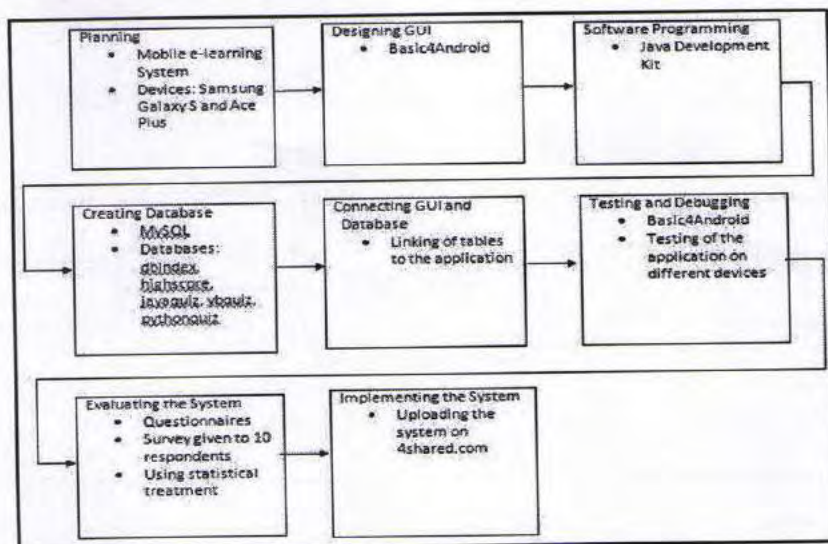 Planning
• Mobile e-learning
System
• Devices: Samsung
Galaxy S and Ace
Plus
Designing GUI
• Basic4Android
Software Programming
• Java Development
Kit
Creating Database
• MySQL
• Databases:
dbindex,
highscore,
javaquiz, vbquiz,
pythonquiz
Connecting GUI and
Database
• Linking of tables
to the application
Testing and Debugging
• Basic4Android
• Testing of the
application on
different devices
Evaluating the System
• Questionnaires
• Survey given to 10
respondents
• Using statistical
treatment
Implementing the System
• Uploading the
system on
4shared.com